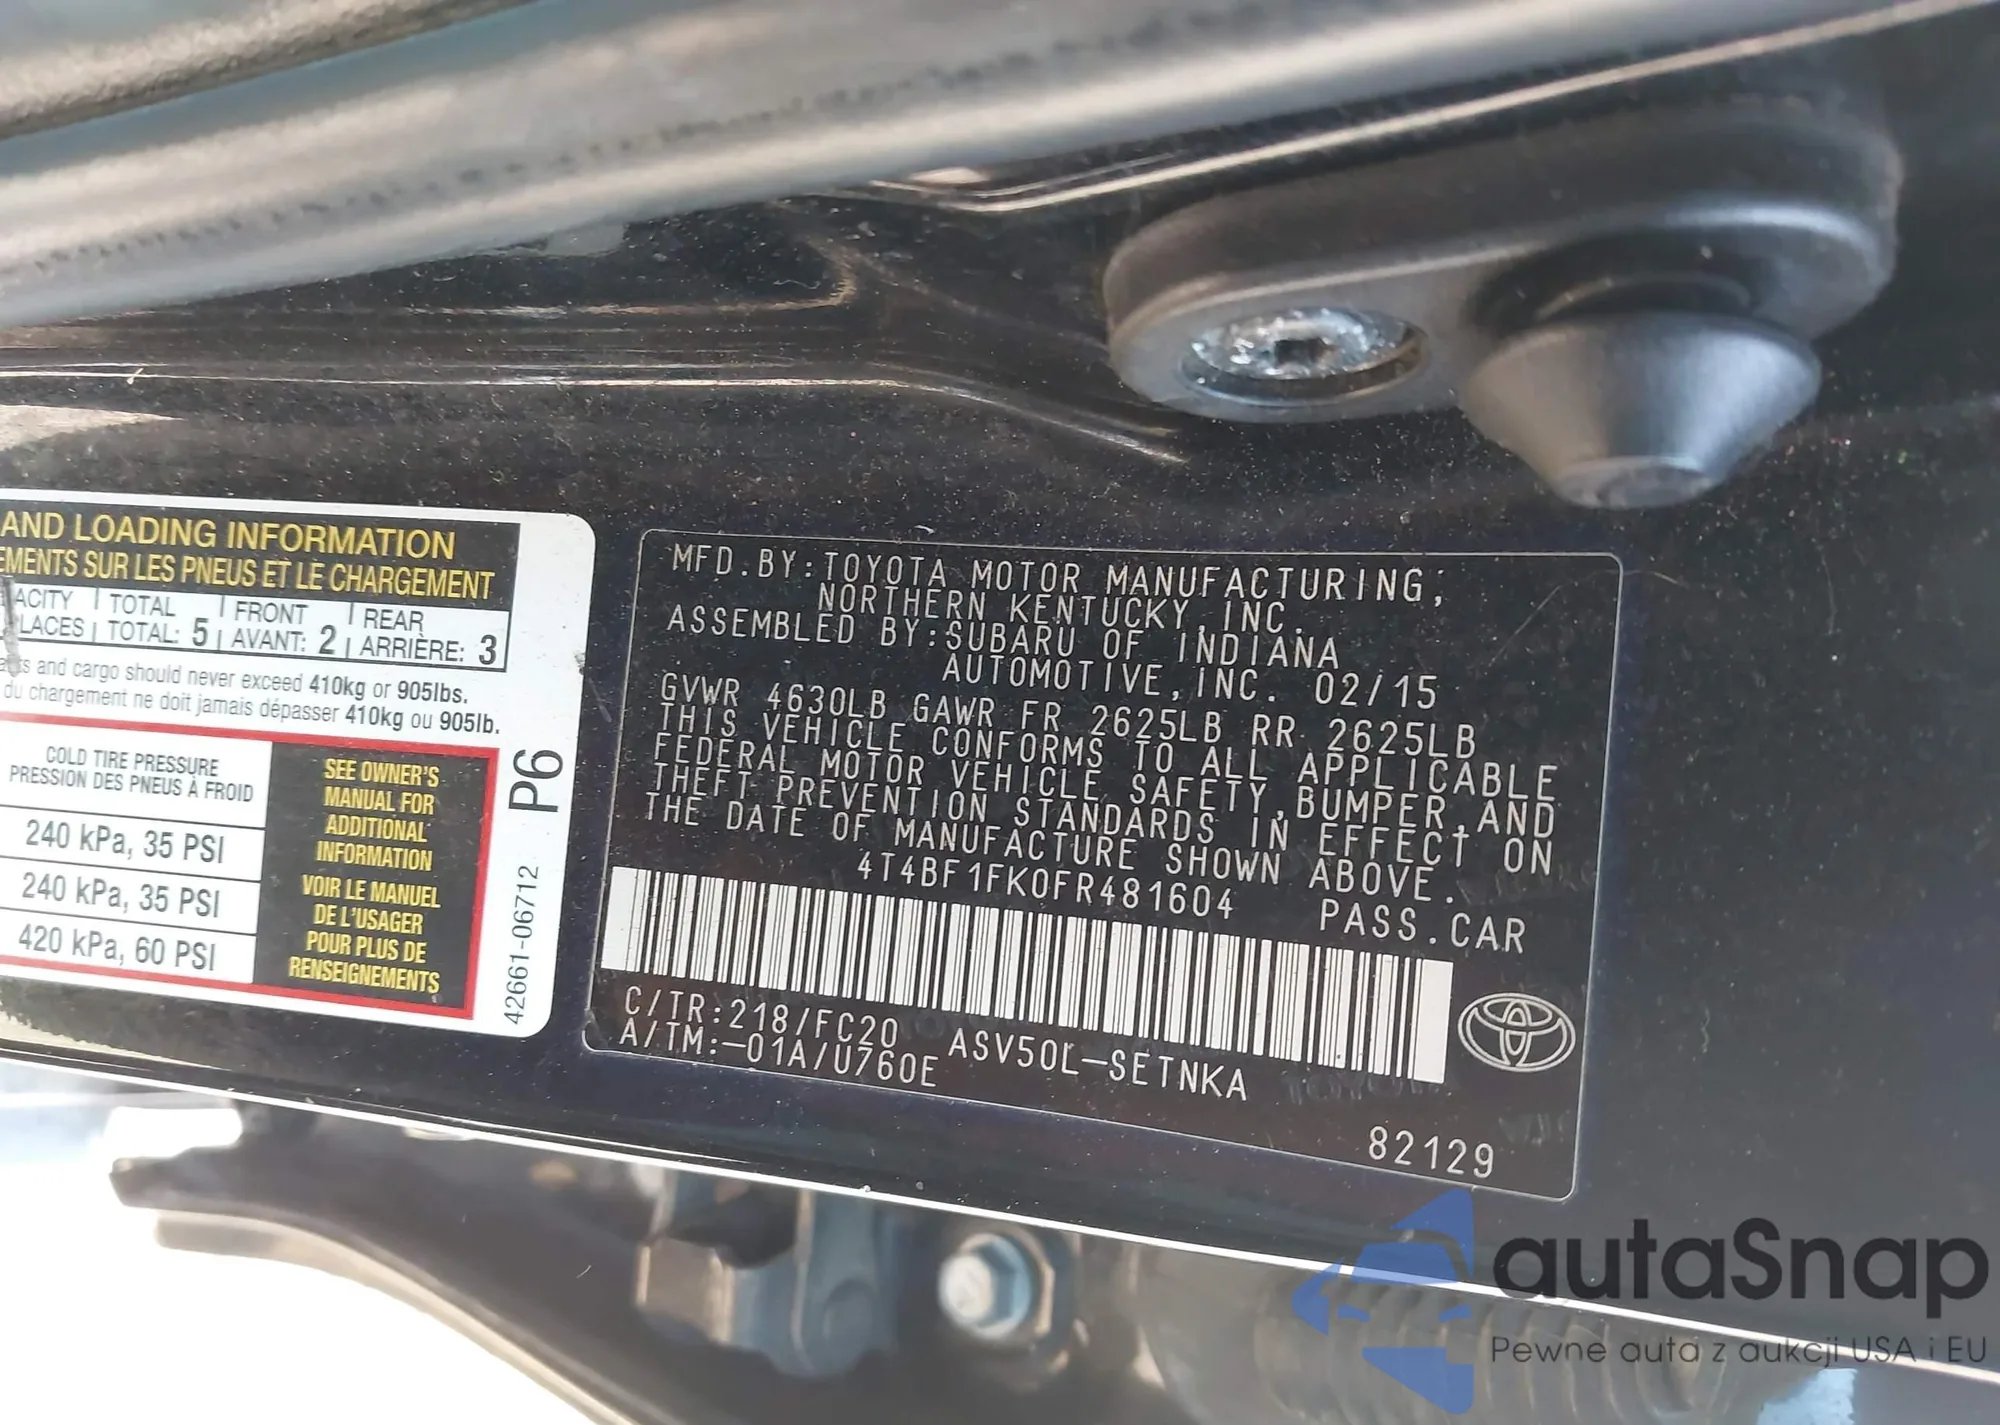 AND LOADING INFORMATION
EMENTS SUR LES PNEUS ET LE CHARGEMENT
ACITY TOTAL FRONT REAR
PLACES TOTAL: 5 AVANT: 2 ARRIÈRE: 3
and cargo should never exceed 410kg or 905lbs.
du chargement ne doit jamais dépasser 410kg ou 905lb.
COLD TIRE PRESSURE
PRESSION DES PNEUS À FROID
240 kPa, 35 PSI
240 kPa, 35 PSI
420 kPa, 60 PSI
SEE OWNER'S
MANUAL FOR
ADDITIONAL
INFORMATION
VOIR LE MANUEL
DE L'USAGER
POUR PLUS DE
RENSEIGNEMENTS
P6
42661-06712
MFD.BY:TOYOTA MOTOR MANUFACTURING,
NORTHERN KENTUCKY,INC.
ASSEMBLED BY:SUBARU OF INDIANA
AUTOMOTIVE,INC. 02/15
GVWR 4630LB GAWR FR 2625LB RR 2625LB
THIS VEHICLE CONFORMS TO ALL APPLICABLE
FEDERAL MOTOR VEHICLE SAFETY,BUMPER,AND
THEFT PREVENTION STANDARDS IN EFFECT ON
THE DATE OF MANUFACTURE SHOWN ABOVE.
4T4BF1FK0FR481604 PASS.CAR
C/TR:218/FC20 ASV50L-SETNKA
A/TM:-01A/U760E
82129
autaSnap
Pewne auta z aukcji USA i EU